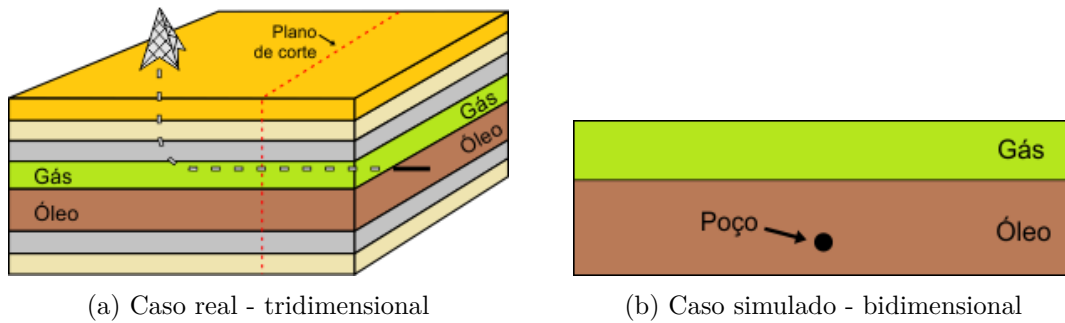 Plano
de corte
Gás
Óleo
Gás
Óleo
Gás
Poço
Óleo
(a) Caso real - tridimensional
(b) Caso simulado - bidimensional